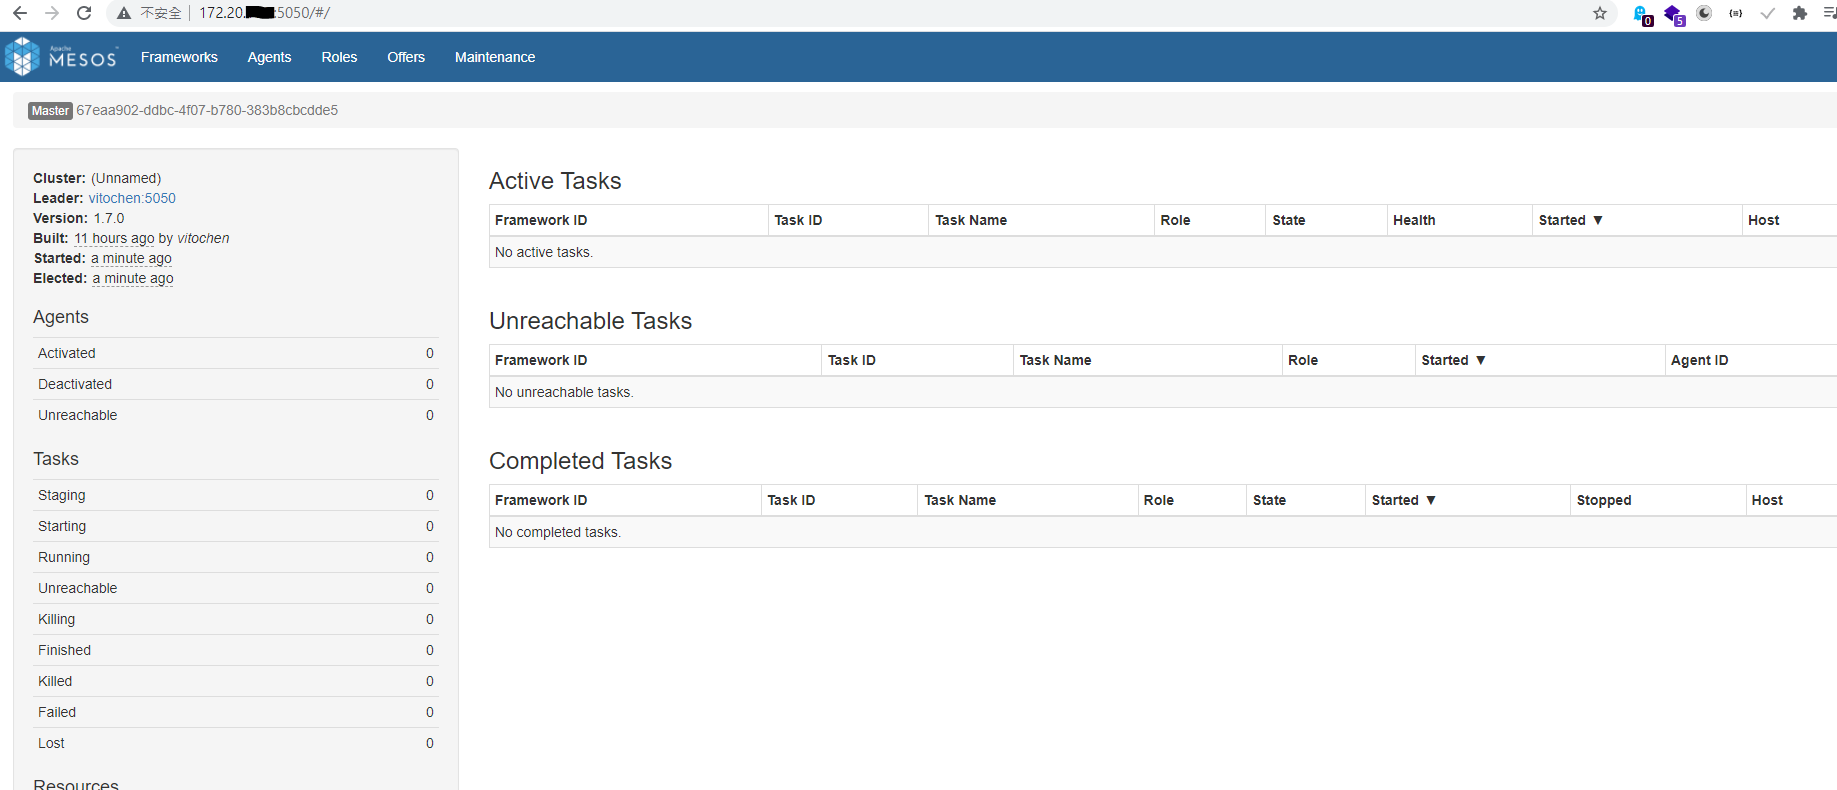 不安全 172.20. :5050/#/
0 5
Apache MESOS™ Frameworks Agents Roles Offers Maintenance
Master 67eaa902-ddbc-4f07-b780-383b8cbcdde5
Cluster: (Unnamed)
Leader: vitochen:5050
Version: 1.7.0
Built: 11 hours ago by vitochen
Started: a minute ago
Elected: a minute ago
Agents
Activated 0
Deactivated 0
Unreachable 0
Tasks
Staging 0
Starting 0
Running 0
Unreachable 0
Killing 0
Finished 0
Killed 0
Failed 0
Lost 0
Resources
Active Tasks
Framework ID Task ID Task Name Role State Health Started ▼ Host
No active tasks.
Unreachable Tasks
Framework ID Task ID Task Name Role Started ▼ Agent ID
No unreachable tasks.
Completed Tasks
Framework ID Task ID Task Name Role State Started ▼ Stopped Host
No completed tasks.